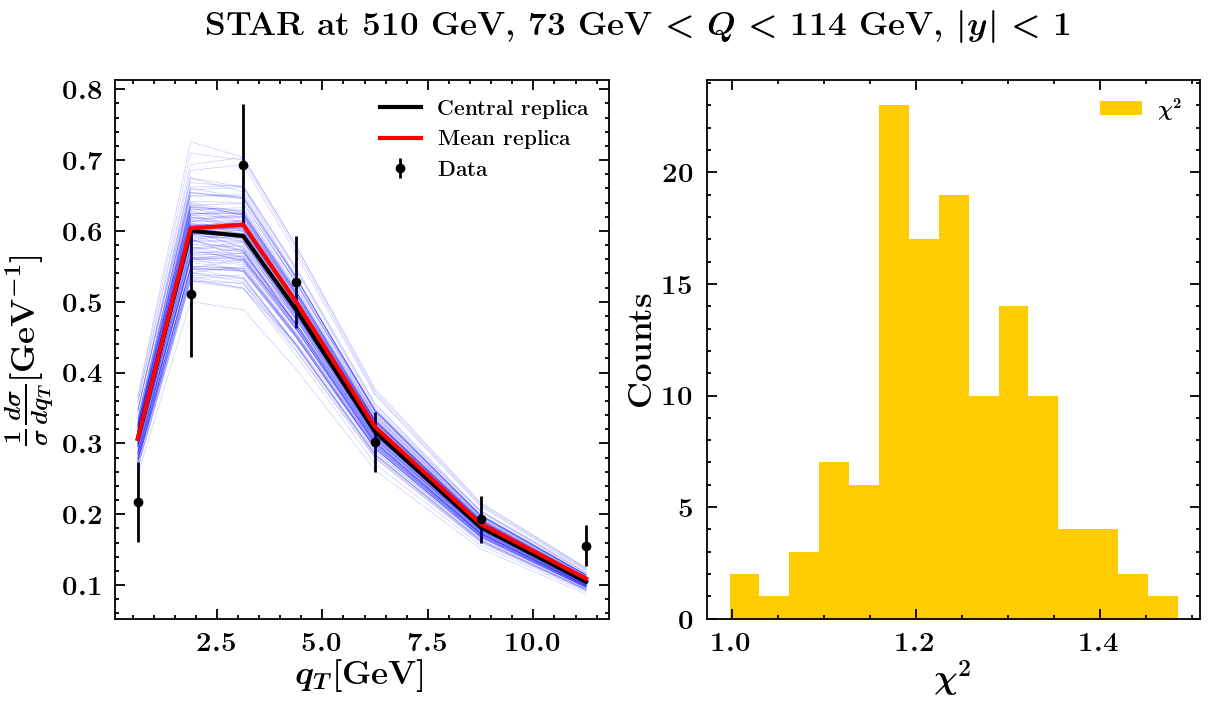 STAR at 510 GeV, 73 GeV < Q < 114 GeV, |y| < 1
0.8
0.7
0.6
0.5
0.4
0.3
0.2
0.1
1/σ dσ/dq_T [GeV⁻¹]
Central replica
Mean replica
Data
2.5 5.0 7.5 10.0
q_T[GeV]
20
15
10
5
0
Counts
χ²
1.0 1.2 1.4
χ²